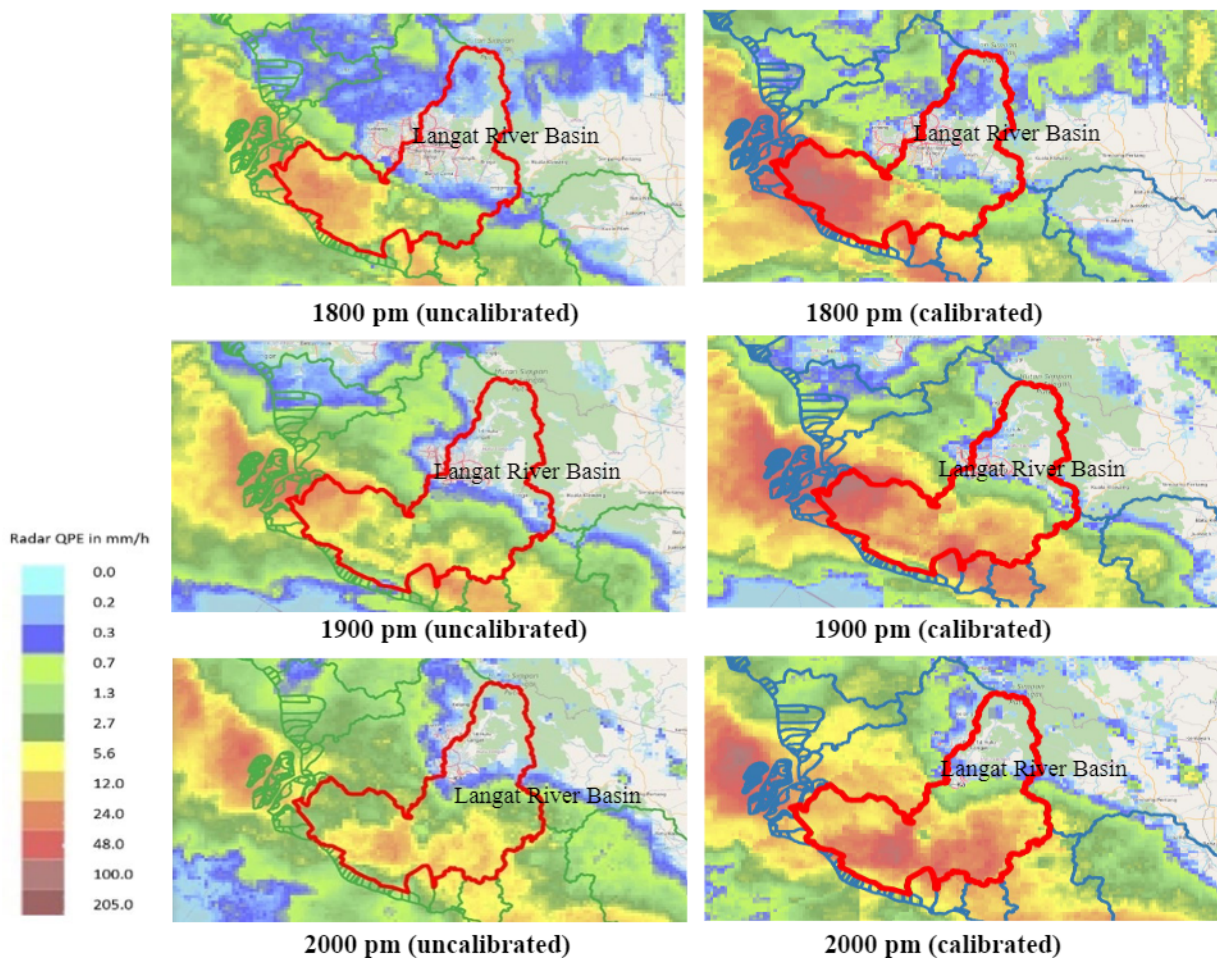 Langat River Basin
Langat River Basin
1800 pm (uncalibrated)
1800 pm (calibrated)
Langat River Basin
Langat River Basin
1900 pm (uncalibrated)
1900 pm (calibrated)
Radar QPE in mm/h
0.0
0.2
0.3
0.7
1.3
2.7
5.6
12.0
24.0
48.0
100.0
205.0
Langat River Basin
Langat River Basin
2000 pm (uncalibrated)
2000 pm (calibrated)